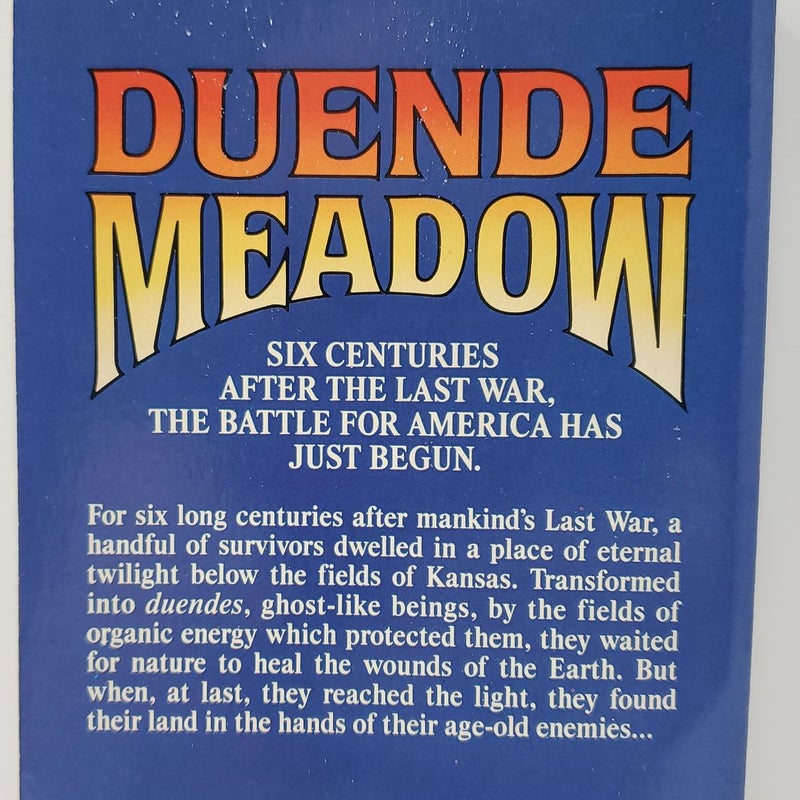 DUENDE
MEADOW
SIX CENTURIES
AFTER THE LAST WAR,
THE BATTLE FOR AMERICA HAS
JUST BEGUN.
For six long centuries after mankind's Last War, a
handful of survivors dwelled in a place of eternal
twilight below the fields of Kansas. Transformed
into duendes, ghost-like beings, by the fields of
organic energy which protected them, they waited
for nature to heal the wounds of the Earth. But
when, at last, they reached the light, they found
their land in the hands of their age-old enemies...